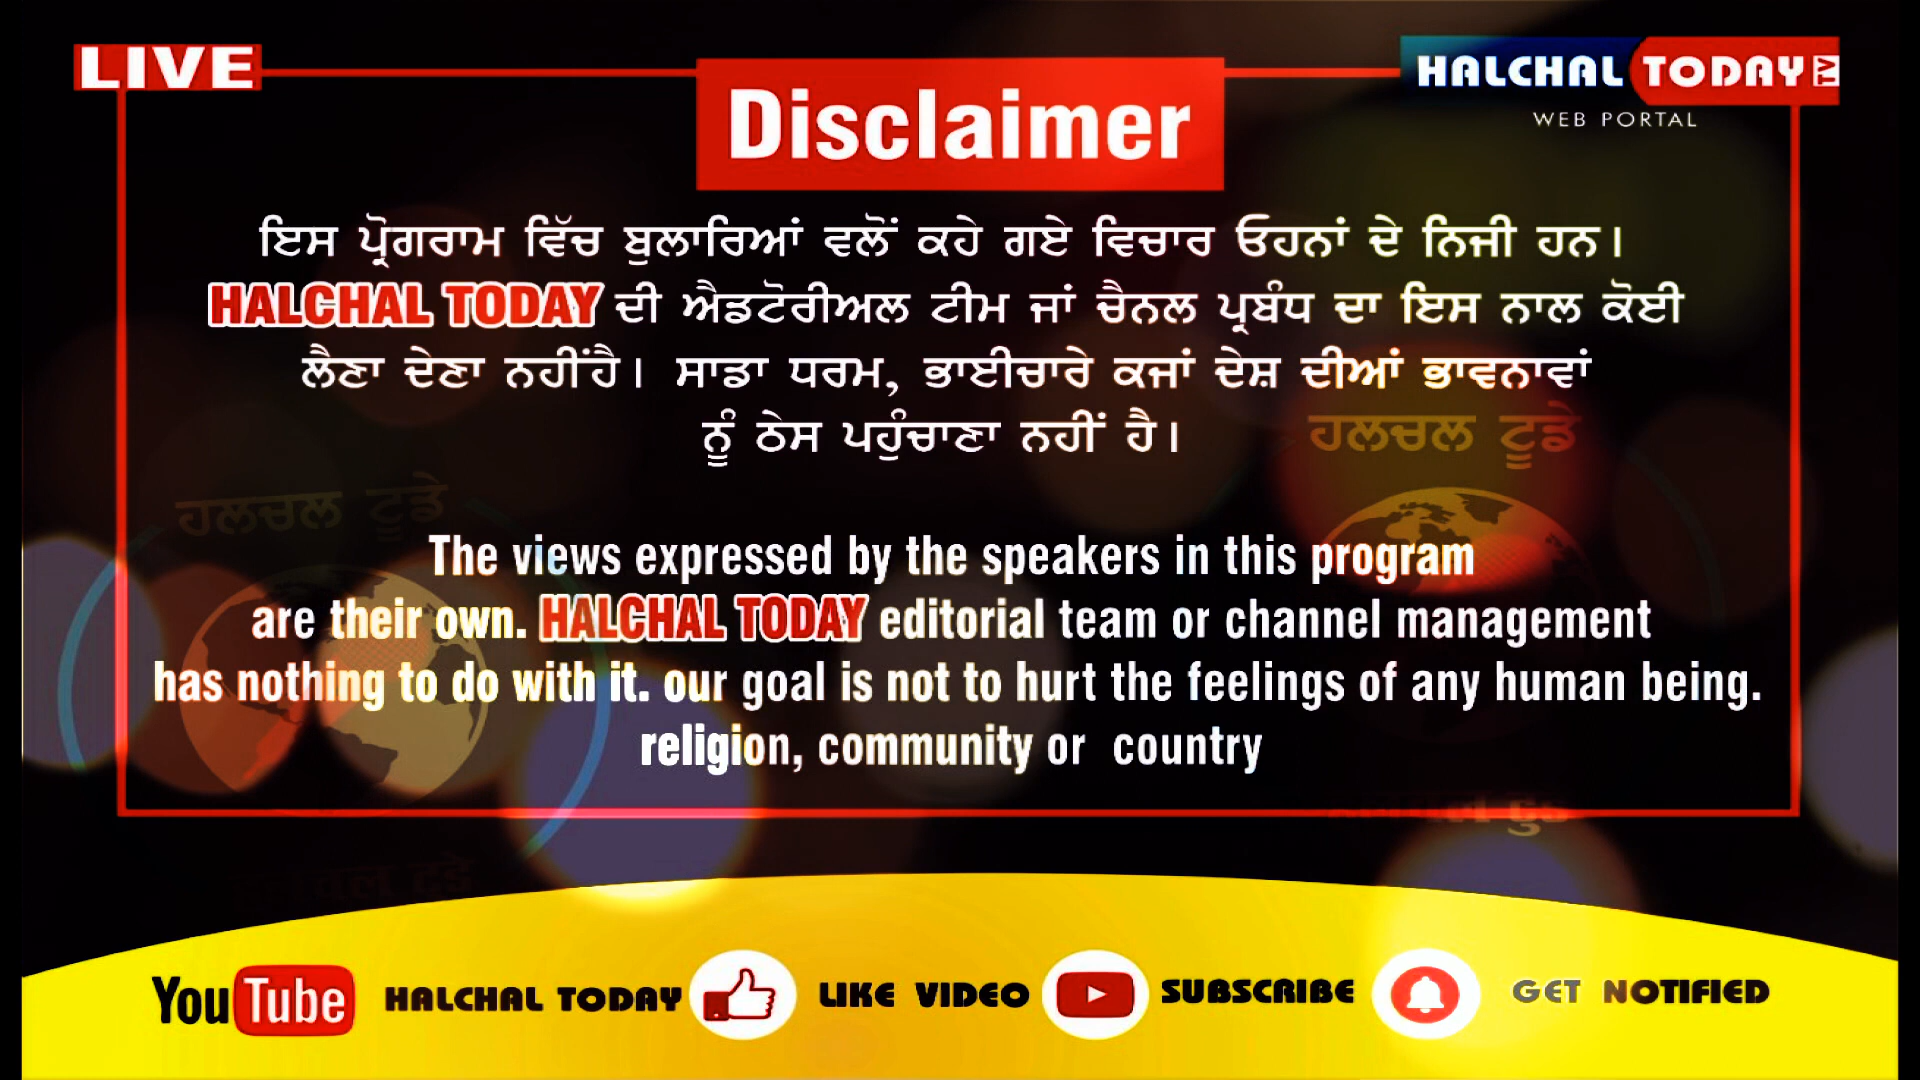 LIVE
HALCHAL TODAY TV
WEB PORTAL
Disclaimer
ਇਸ ਪ੍ਰੋਗਰਾਮ ਵਿੱਚ ਬੁਲਾਰਿਆਂ ਵਲੋਂ ਕਹੇ ਗਏ ਵਿਚਾਰ ਓਹਨਾਂ ਦੇ ਨਿਜੀ ਹਨ।
HALCHAL TODAY ਦੀ ਐਡਟੋਰੀਅਲ ਟੀਮ ਜਾਂ ਚੈਨਲ ਪ੍ਰਬੰਧ ਦਾ ਇਸ ਨਾਲ ਕੋਈ
ਲੈਣਾ ਦੇਣਾ ਨਹੀਂਹੈ। ਸਾਡਾ ਧਰਮ, ਭਾਈਚਾਰੇ ਕਜਾਂ ਦੇਸ਼ ਦੀਆਂ ਭਾਵਨਾਵਾਂ
ਨੂੰ ਠੇਸ ਪਹੁੰਚਾਣਾ ਨਹੀਂ ਹੈ।
ਹਲਚਲ ਟੂਡੇ
ਹਲਚਲ ਟੂਡੇ
The views expressed by the speakers in this program
are their own. HALCHAL TODAY editorial team or channel management
has nothing to do with it. our goal is not to hurt the feelings of any human being.
religion, community or country
YouTube HALCHAL TODAY LIKE VIDEO SUBSCRIBE GET NOTIFIED